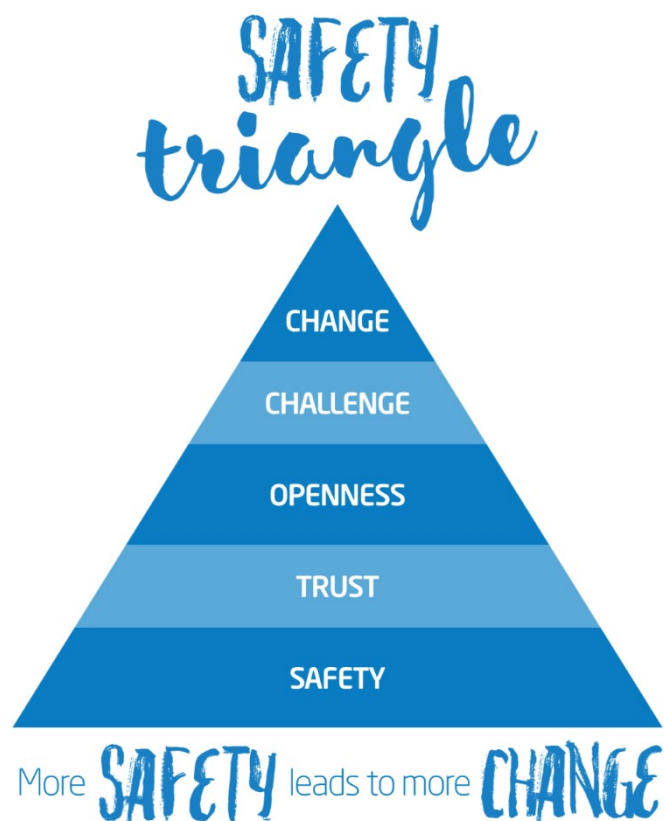 SAFETY
triangle
CHANGE
CHALLENGE
OPENNESS
TRUST
SAFETY
More SAFETY leads to more CHANGE